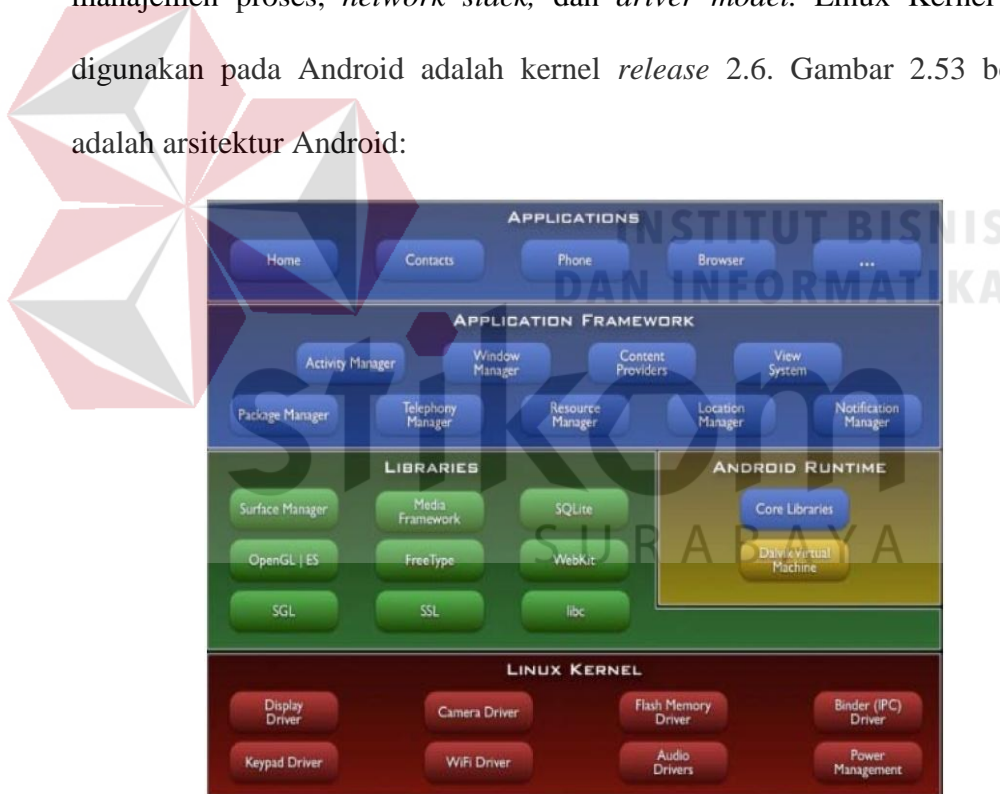 manajemen proses, network stack, dan driver model. Linux Kernel
digunakan pada Android adalah kernel release 2.6. Gambar 2.53 be
adalah arsitektur Android:
INSTITUT BISNIS
DAN INFORMATIKA
stikom
SURABAYA
APPLICATIONS
Home Contacts Phone Browser ...
APPLICATION FRAMEWORK
Activity Manager Window Manager Content Providers View System
Package Manager Telephony Manager Resource Manager Location Manager Notification Manager
LIBRARIES
Surface Manager Media Framework SQLite
OpenGL | ES FreeType WebKit
SGL SSL libc
ANDROID RUNTIME
Core Libraries
Dalvik Virtual Machine
LINUX KERNEL
Display Driver Camera Driver Flash Memory Driver Binder (IPC) Driver
Keypad Driver WiFi Driver Audio Drivers Power Management